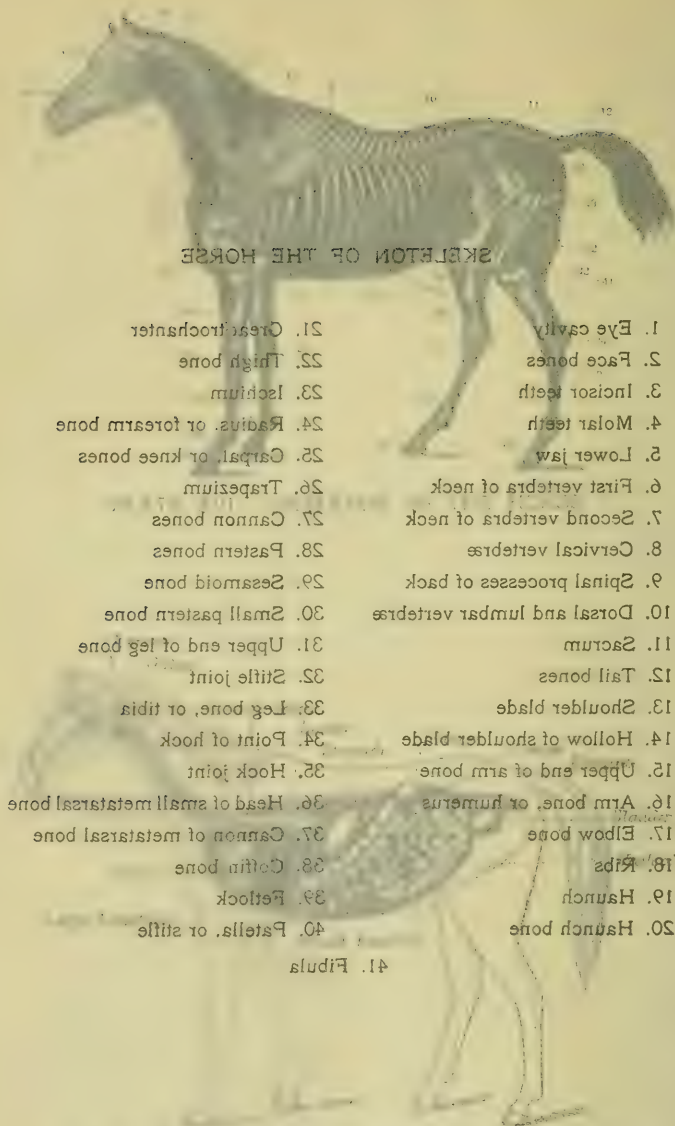 SKELETON OF THE HORSE
1. Eye cavity
2. Face bones
3. Incisor teeth
4. Molar teeth
5. Lower jaw
6. First vertebra of neck
7. Second vertebra of neck
8. Cervical vertebræ
9. Spinal processes of back
10. Dorsal and lumbar vertebræ
11. Sacrum
12. Tail bones
13. Shoulder blade
14. Hollow of shoulder blade
15. Upper end of arm bone
16. Arm bone, or humerus
17. Elbow bone
18. Ribs
19. Haunch
20. Haunch bone
21. Great trochanter
22. Thigh bone
23. Ischium
24. Radius, or forearm bone
25. Carpal, or knee bones
26. Trapezium
27. Cannon bones
28. Pastern bones
29. Sesamoid bone
30. Small pastern bone
31. Upper end of leg bone
32. Stifle joint
33. Leg bone, or tibia
34. Point of hock
35. Hock joint
36. Head of small metatarsal bone
37. Cannon of metatarsal bone
38. Coffin bone
39. Fetlock
40. Patella, or stifle
41. Fibula
10
11
12